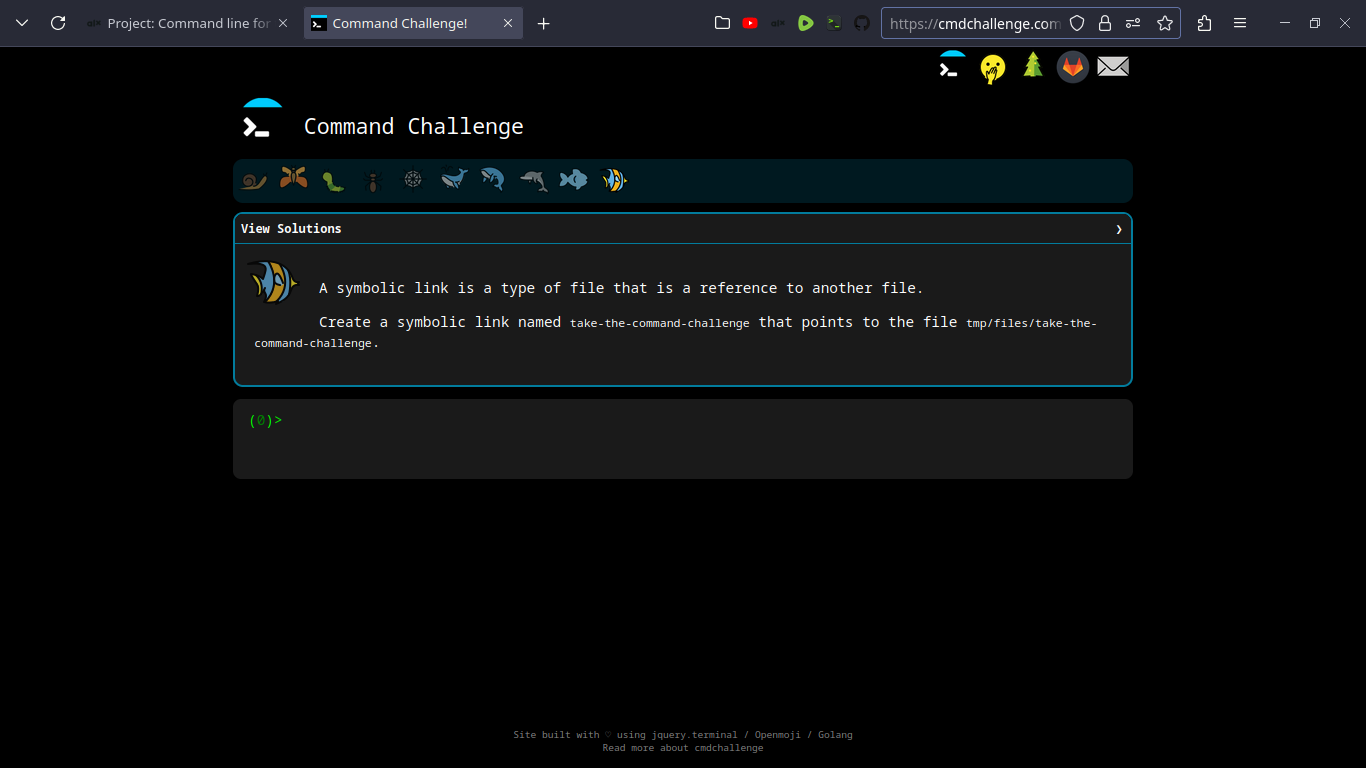 Project: Command line for
Command Challenge!
https://cmdchallenge.com
Command Challenge
View Solutions
A symbolic link is a type of file that is a reference to another file.
Create a symbolic link named take-the-command-challenge that points to the file tmp/files/take-the-
command-challenge.
(0)>
Site built with ♡ using jquery.terminal / Openmoji / Golang
Read more about cmdchallenge